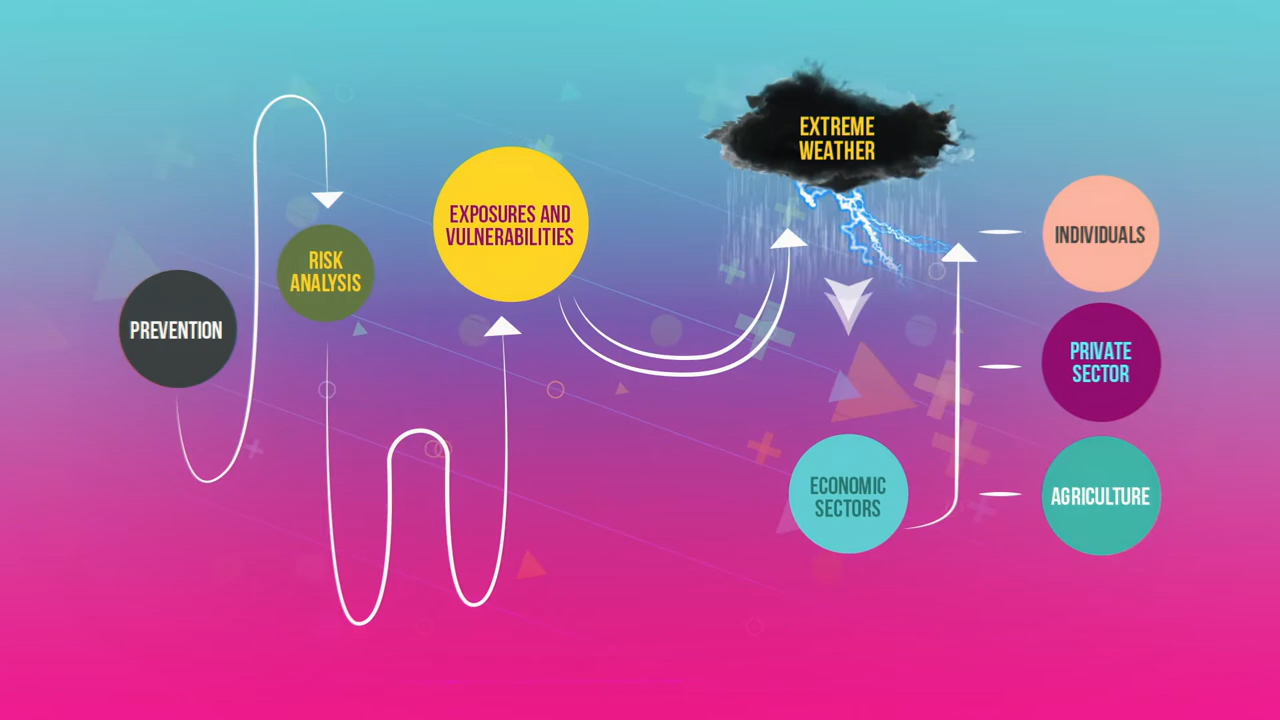 PREVENTION
RISK
ANALYSIS
EXPOSURES AND
VULNERABILITIES
EXTREME
WEATHER
ECONOMIC
SECTORS
INDIVIDUALS
PRIVATE
SECTOR
AGRICULTURE